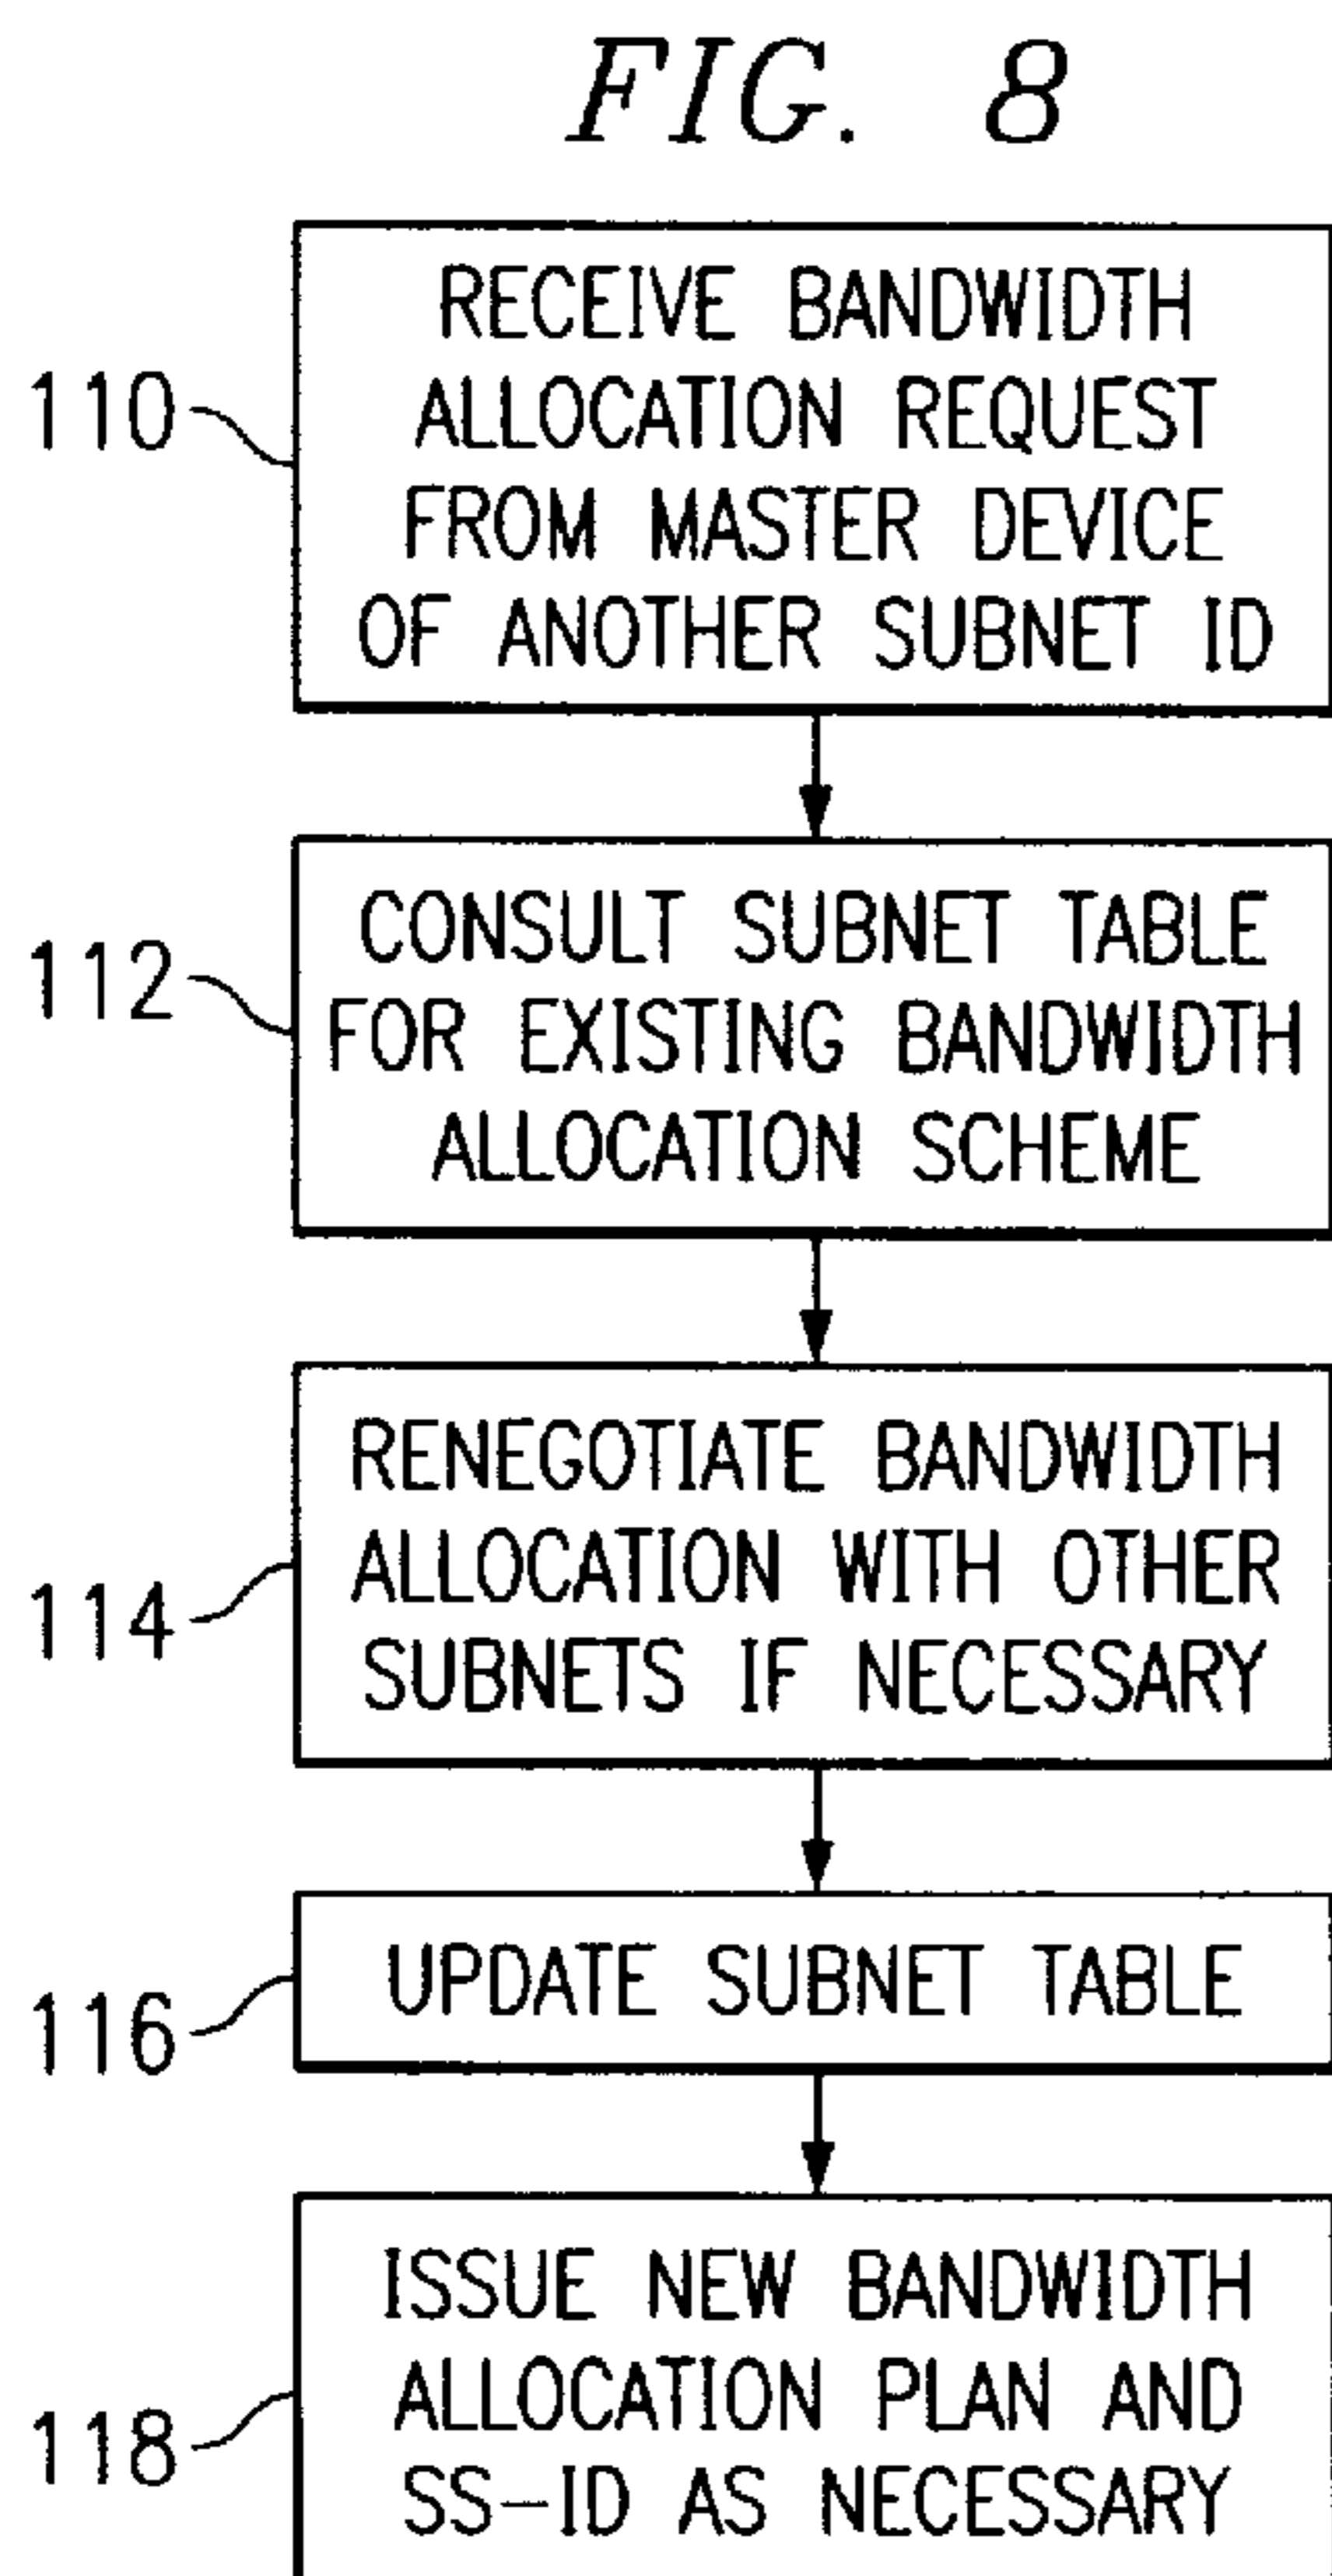 FIG. 8
110
RECEIVE BANDWIDTH
ALLOCATION REQUEST
FROM MASTER DEVICE
OF ANOTHER SUBNET ID
112
CONSULT SUBNET TABLE
FOR EXISTING BANDWIDTH
ALLOCATION SCHEME
114
RENEGOTIATE BANDWIDTH
ALLOCATION WITH OTHER
SUBNETS IF NECESSARY
116
UPDATE SUBNET TABLE
118
ISSUE NEW BANDWIDTH
ALLOCATION PLAN AND
SS-ID AS NECESSARY